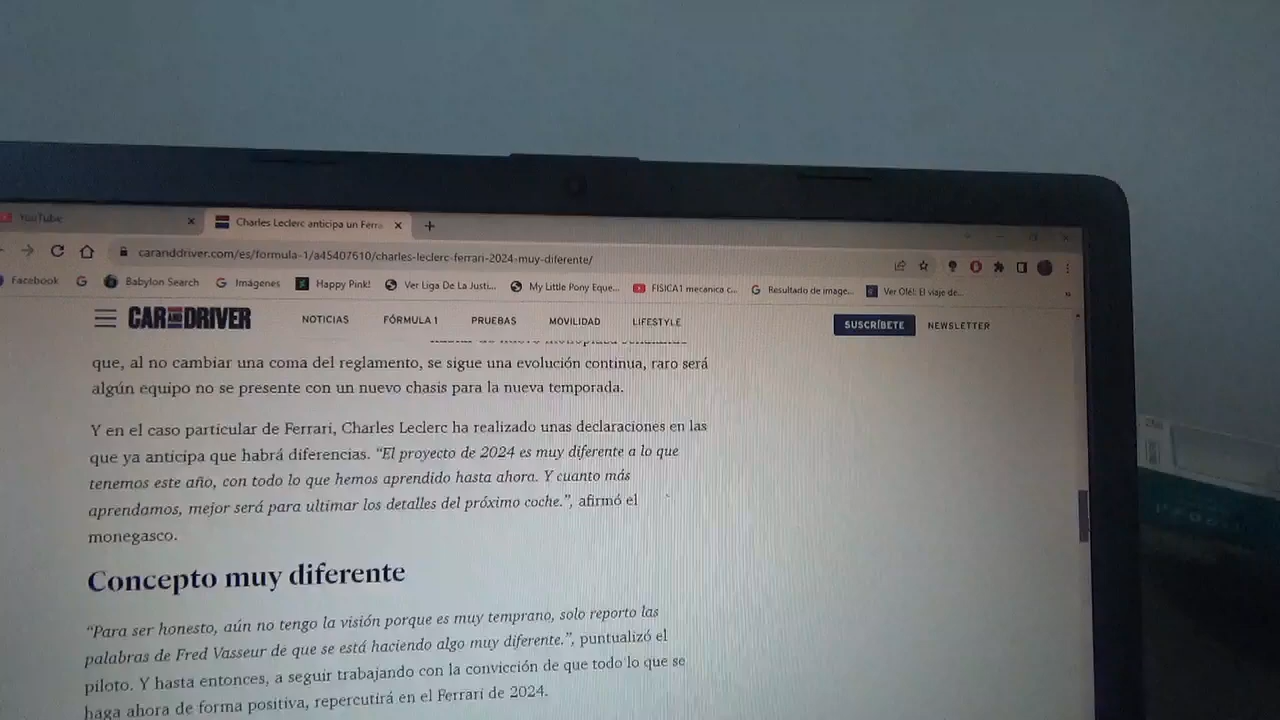 YouTube
Charles Leclerc anticipa un Ferra
caranddriver.com/es/formula-1/a45407610/charles-leclerc-ferrari-2024-muy-diferente/
Facebook
Babylon Search
Imágenes
Happy Pink!
Ver Liga De La Justi...
My Little Pony Eque...
FISICA1 mecanica c...
Resultado de image...
Ver Olé!: El viaje de...
CAR AND DRIVER
NOTICIAS
FÓRMULA 1
PRUEBAS
MOVILIDAD
LIFESTYLE
SUSCRÍBETE
NEWSLETTER
que, al no cambiar una coma del reglamento, se sigue una evolución continua, raro será
algún equipo no se presente con un nuevo chasis para la nueva temporada.
Y en el caso particular de Ferrari, Charles Leclerc ha realizado unas declaraciones en las
que ya anticipa que habrá diferencias. “El proyecto de 2024 es muy diferente a lo que
tenemos este año, con todo lo que hemos aprendido hasta ahora. Y cuanto más
aprendamos, mejor será para ultimar los detalles del próximo coche.”, afirmó el
monegasco.
Concepto muy diferente
“Para ser honesto, aún no tengo la visión porque es muy temprano, solo reporto las
palabras de Fred Vasseur de que se está haciendo algo muy diferente.”, puntualizó el
piloto. Y hasta entonces, a seguir trabajando con la convicción de que todo lo que se
haga ahora de forma positiva, repercutirá en el Ferrari de 2024.